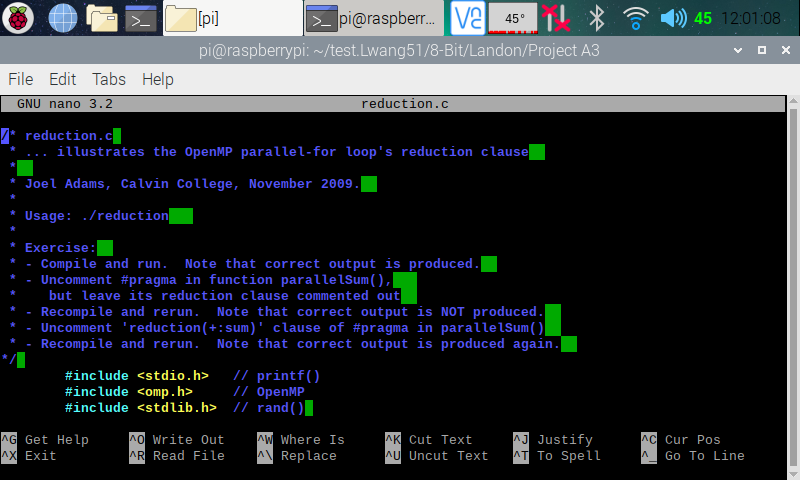 [pi]
pi@raspberr...
45°
45
12:01:08
pi@raspberrypi: ~/test.Lwang51/8-Bit/Landon/Project A3
File Edit Tabs Help
GNU nano 3.2 reduction.c
/* reduction.c
* ... illustrates the OpenMP parallel-for loop's reduction clause
*
* Joel Adams, Calvin College, November 2009.
*
* Usage: ./reduction
*
* Exercise:
* - Compile and run.  Note that correct output is produced.
* - Uncomment #pragma in function parallelSum(),
*    but leave its reduction clause commented out
* - Recompile and rerun.  Note that correct output is NOT produced.
* - Uncomment 'reduction(+:sum)' clause of #pragma in parallelSum()
* - Recompile and rerun.  Note that correct output is produced again.
*/
#include <stdio.h>   // printf()
#include <omp.h>     // OpenMP
#include <stdlib.h>  // rand()
^G Get Help ^O Write Out ^W Where Is ^K Cut Text ^J Justify ^C Cur Pos
^X Exit ^R Read File ^\ Replace ^U Uncut Text ^T To Spell ^_ Go To Line